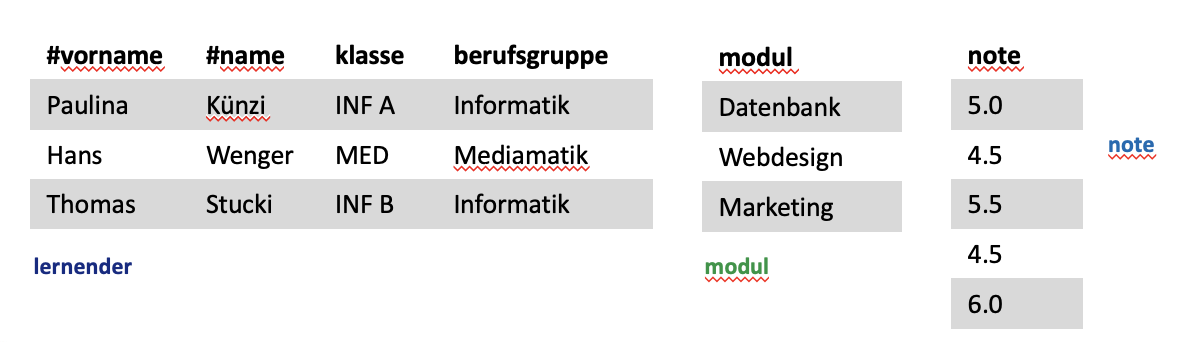 #vorname #name klasse berufsgruppe
Paulina Künzi INF A Informatik
Hans Wenger MED Mediamatik
Thomas Stucki INF B Informatik
lernender
modul
Datenbank
Webdesign
Marketing
modul
note
5.0
4.5
5.5
4.5
6.0
note